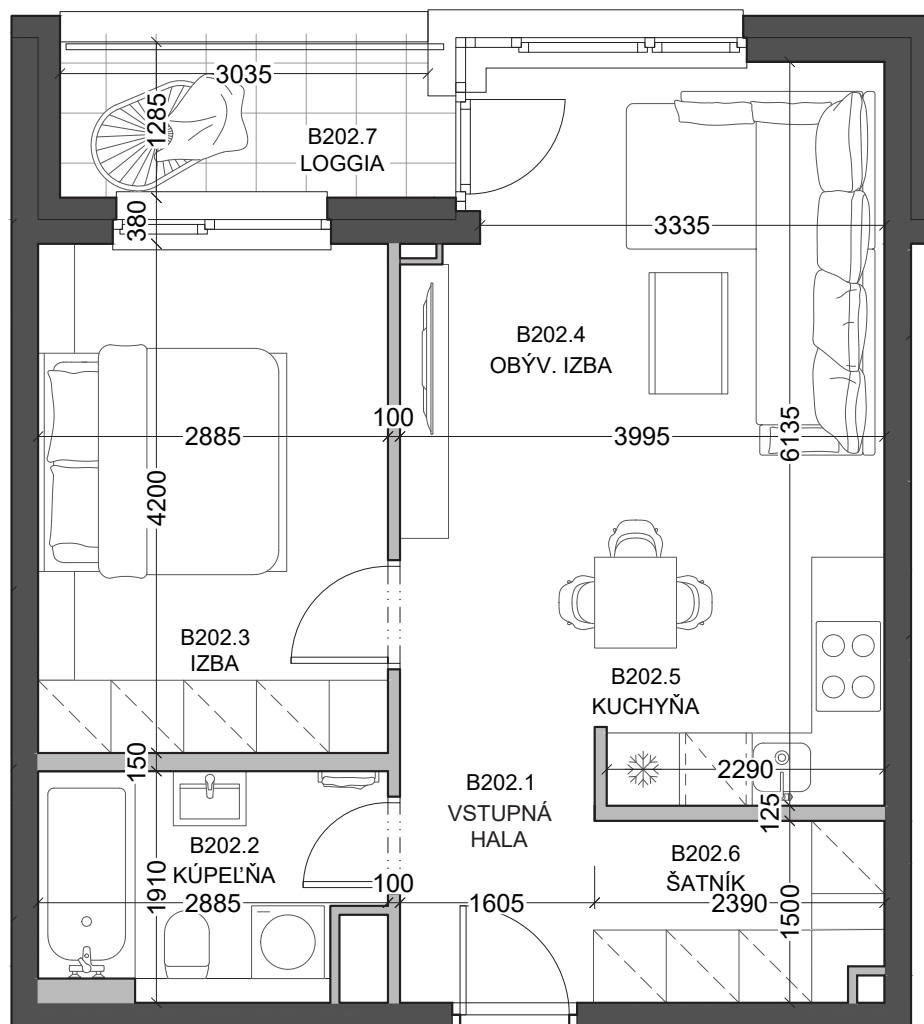 3035
1285
B202.7
LOGGIA
380
3335
B202.4
OBÝV. IZBA
2885
100
3995
6135
4200
B202.3
IZBA
B202.5
KUCHYŇA
150
2290
B202.1
VSTUPNÁ
HALA
125
B202.2
KÚPEĽŇA
B202.6
ŠATNÍK
1910
2885
100
1605
2390
1500